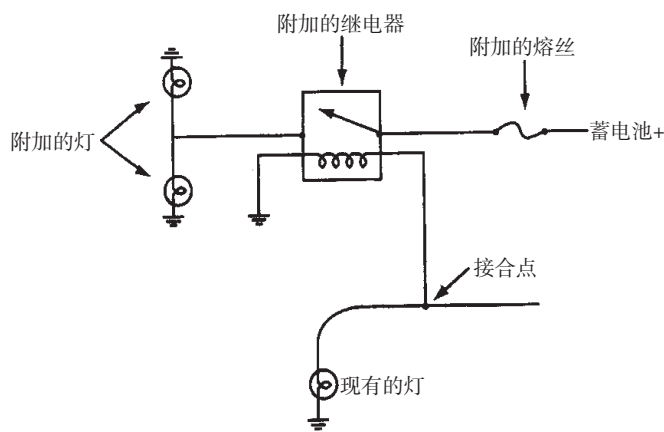 附加的继电器
附加的熔丝
附加的灯
蓄电池+
接合点
现有的灯